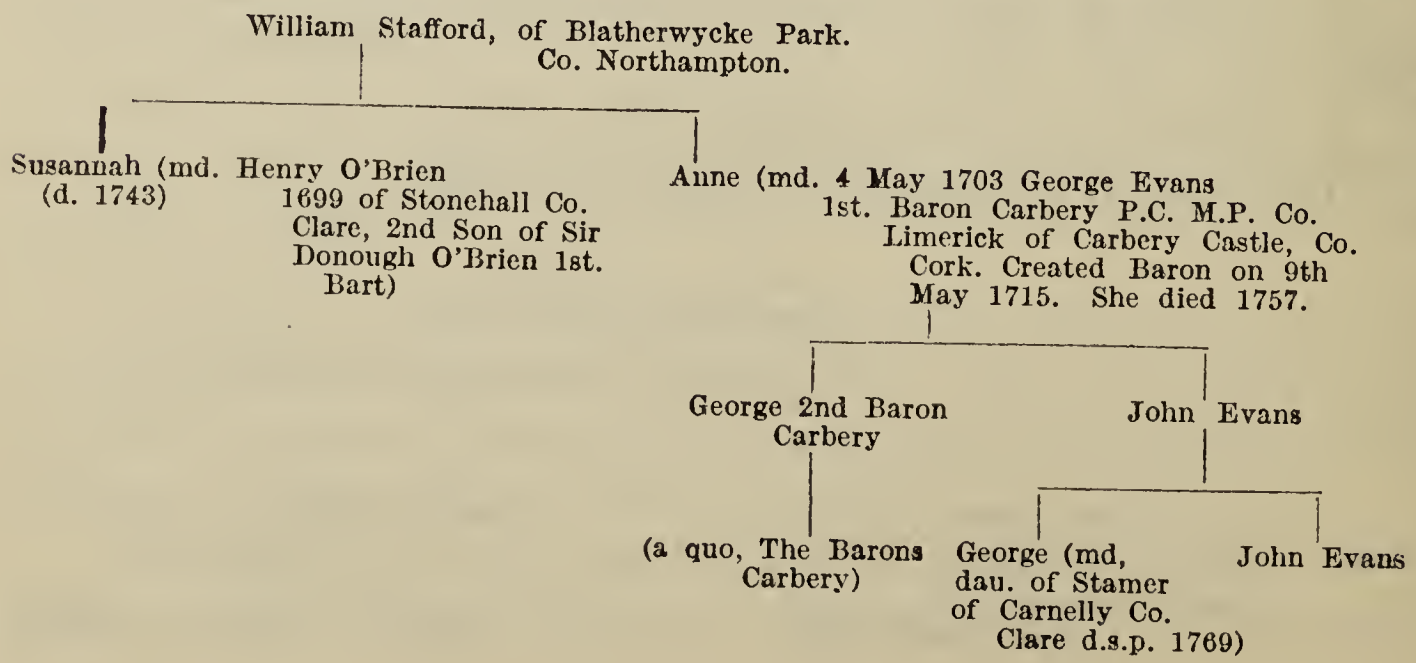 William Stafford, of Blatherwycke Park.
Co. Northampton.
Susannah (md. Henry O'Brien
(d. 1743) 1699 of Stonehall Co.
Clare, 2nd Son of Sir
Donough O'Brien 1st.
Bart)
Anne (md. 4 May 1703 George Evans
1st. Baron Carbery P.C. M.P. Co.
Limerick of Carbery Castle, Co.
Cork. Created Baron on 9th
May 1715. She died 1757.
George 2nd Baron
Carbery
John Evans
(a quo, The Barons
Carbery)
George (md,
dau. of Stamer
of Carnelly Co.
Clare d.s.p. 1769)
John Evans